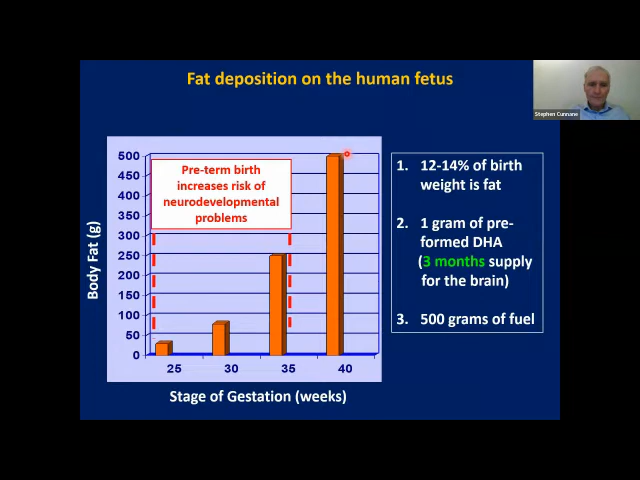 Fat deposition on the human fetus
Stephen Cunnane
Pre-term birth
increases risk of
neurodevelopmental
problems
500
450
400
350
300
250
200
150
100
50
0
Body Fat (g)
25 30 35 40
Stage of Gestation (weeks)
1. 12-14% of birth
weight is fat
2. 1 gram of pre-
formed DHA
(3 months supply
for the brain)
3. 500 grams of fuel